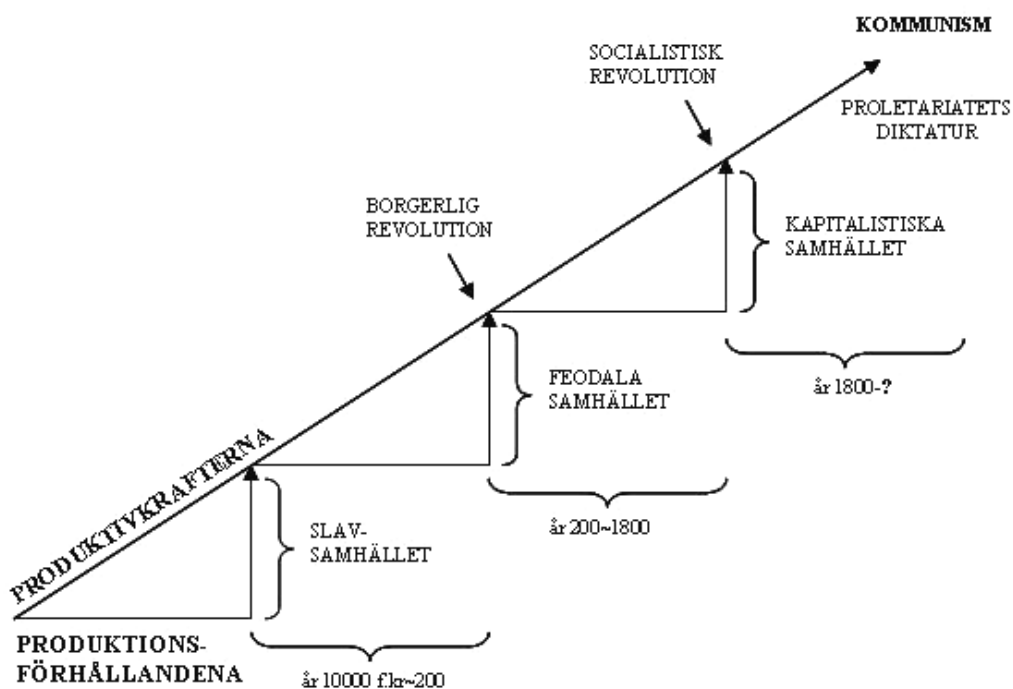 KOMMUNISM
SOCIALISTISK
REVOLUTION
PROLETARIATETS
DIKTATUR
BORGERLIG
REVOLUTION
KAPITALISTISKA
SAMHÄLLET
FEODALA
SAMHÄLLET
år 1800-?
PRODUKTIVKRAFTERNA
SLAV-
SAMHÄLLET
år 200~1800
PRODUKTIONS-
FÖRHÅLLANDENA
år 10000 f.kr~200